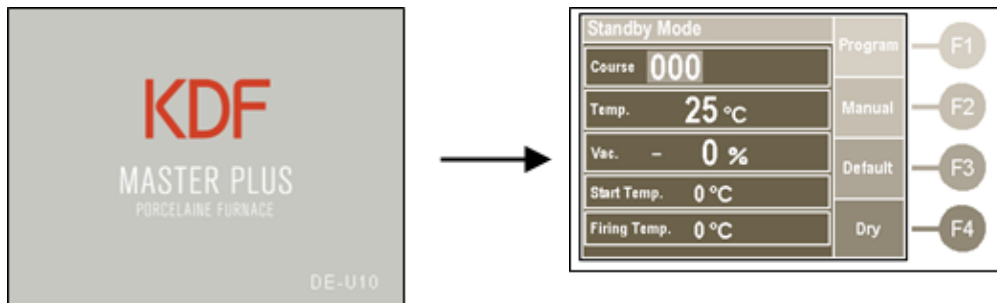 KDF
MASTER PLUS
PORCELAINE FURNACE
DE-U10
Standby Mode
Course 000
Temp. 25 °C
Vac. - 0 %
Start Temp. 0 °C
Firing Temp. 0 °C
Program F1
Manual F2
Default F3
Dry F4